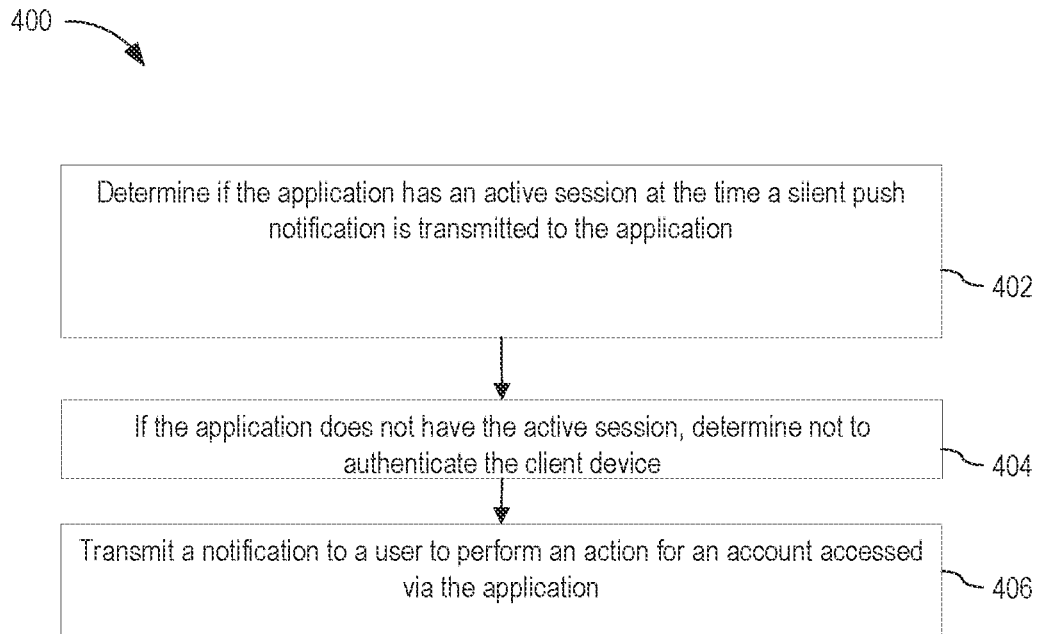 400
Determine if the application has an active session at the time a silent push
notification is transmitted to the application
402
If the application does not have the active session, determine not to
authenticate the client device
404
Transmit a notification to a user to perform an action for an account accessed
via the application
406